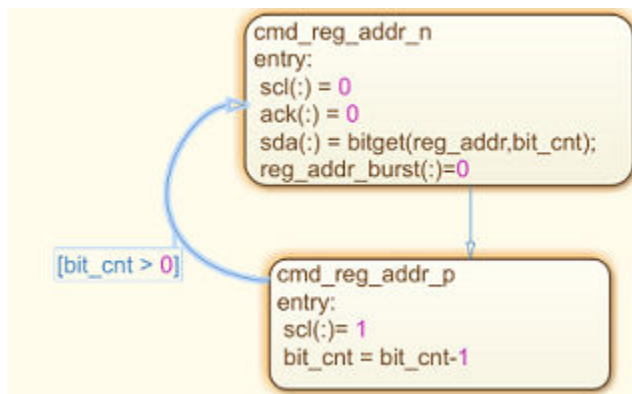 cmd_reg_addr_n
entry:
scl(:) = 0
ack(:) = 0
sda(:) = bitget(reg_addr,bit_cnt);
reg_addr_burst(:)=0
[bit_cnt > 0]
cmd_reg_addr_p
entry:
scl(:)= 1
bit_cnt = bit_cnt-1